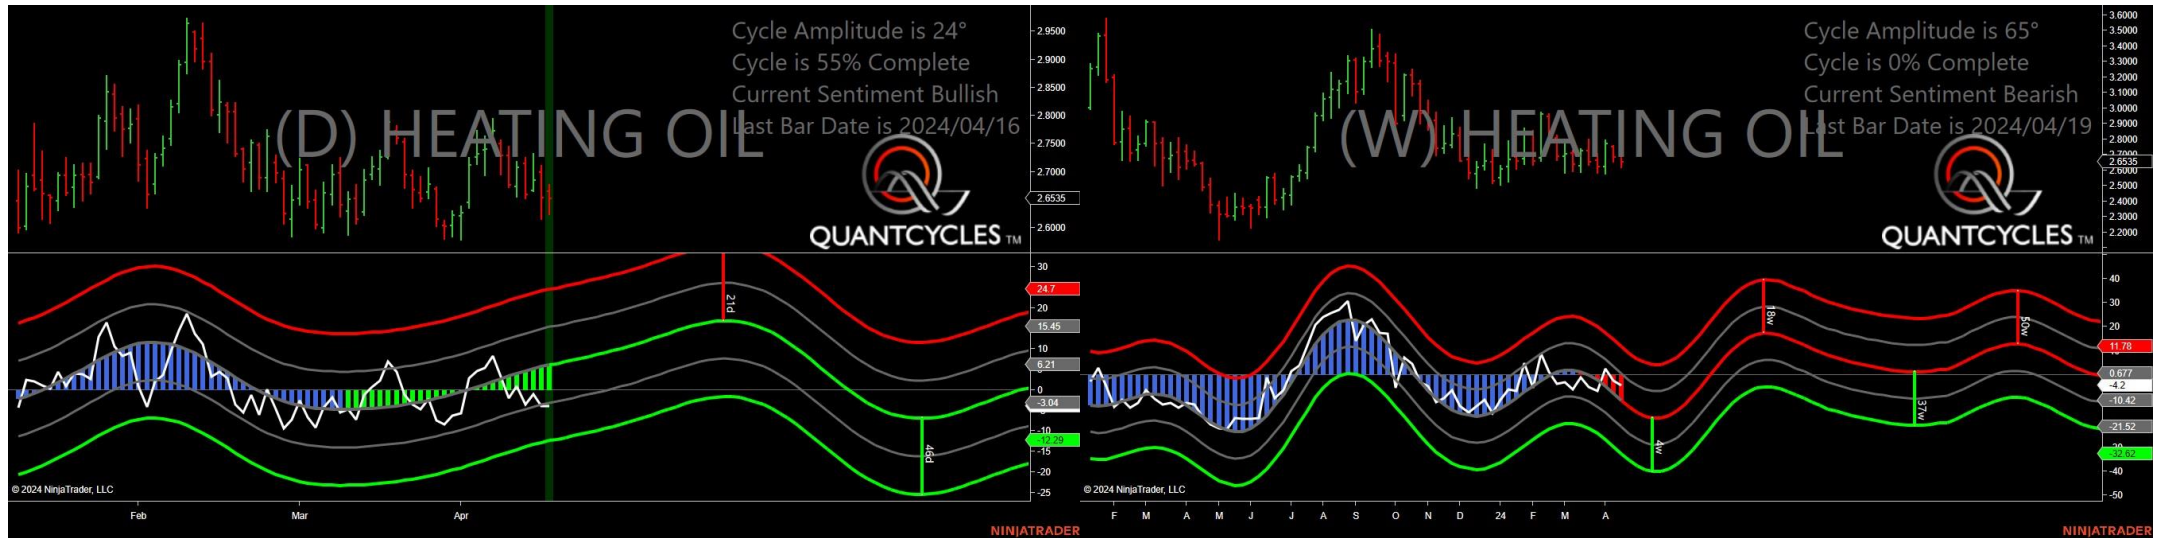 Cycle Amplitude is 24°
Cycle is 55% Complete
Current Sentiment Bullish
Last Bar Date is 2024/04/16
(D) HEATING OIL
QUANTCYCLES TM
2.9500
2.9000
2.8500
2.8000
2.7500
2.7000
2.6535
2.6000
30
24.7
20
15.45
10
6.21
0
-3.04
-10
-12.29
-15
-20
-25
21d
46d
© 2024 NinjaTrader, LLC
Feb Mar Apr
NINJATRADER
Cycle Amplitude is 65°
Cycle is 0% Complete
Current Sentiment Bearish
Last Bar Date is 2024/04/19
(W) HEATING OIL
QUANTCYCLES TM
3.6000
3.5000
3.4000
3.3000
3.2000
3.1000
3.0000
2.9000
2.8000
2.7000
2.6535
2.6000
2.5000
2.4000
2.3000
2.2000
40
30
20
11.78
0.677
-4.2
-10.42
-21.52
-32.62
-40
-50
18w
50w
37w
4w
© 2024 NinjaTrader, LLC
F M A M J J A S O N D 24 F M A
NINJATRADER